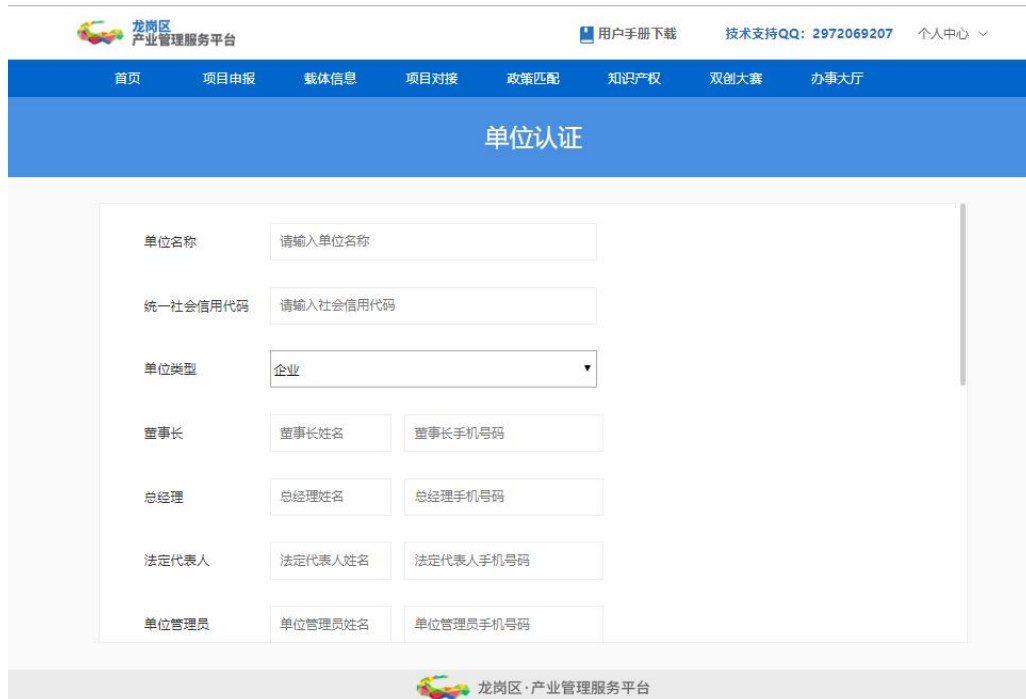 龙岗区
产业管理服务平台
用户手册下载 技术支持QQ：2972069207 个人中心
首页 项目申报 载体信息 项目对接 政策匹配 知识产权 双创大赛 办事大厅
单位认证
单位名称 请输入单位名称
统一社会信用代码 请输入社会信用代码
单位类型 企业
董事长 董事长姓名 董事长手机号码
总经理 总经理姓名 总经理手机号码
法定代表人 法定代表人姓名 法定代表人手机号码
单位管理员 单位管理员姓名 单位管理员手机号码
龙岗区·产业管理服务平台